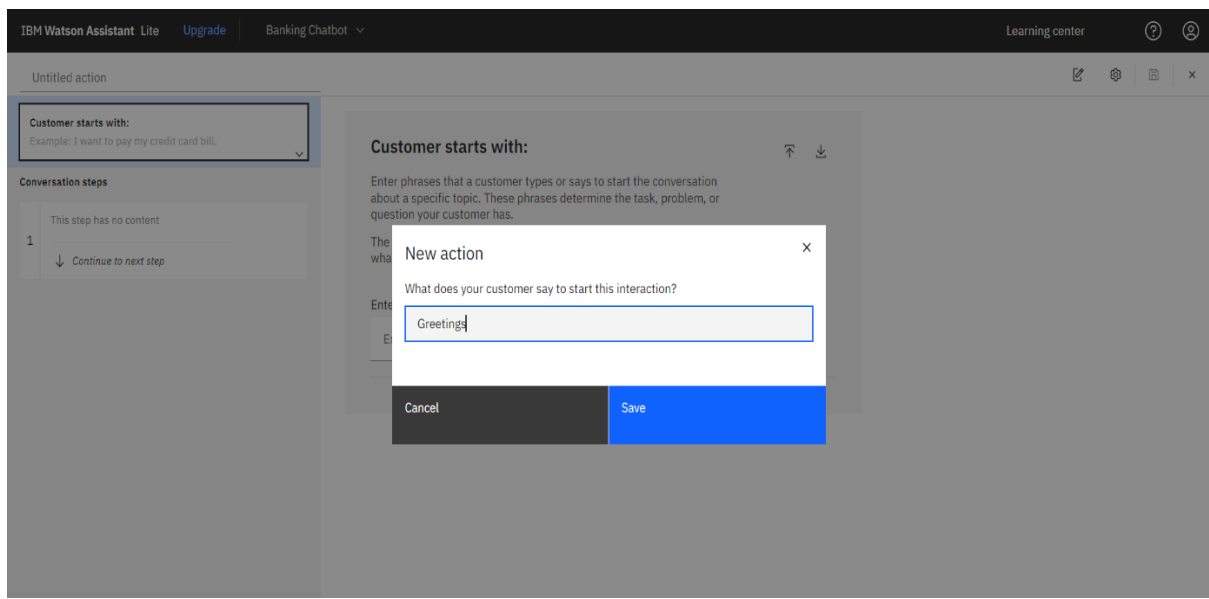 IBM Watson Assistant Lite Upgrade Banking Chatbot Learning center
Untitled action
Customer starts with:
Example: I want to pay my credit card bill.
Conversation steps
This step has no content
1
Continue to next step
Customer starts with:
Enter phrases that a customer types or says to start the conversation
about a specific topic. These phrases determine the task, problem, or
question your customer has.
The
wha
Ente
E
New action
What does your customer say to start this interaction?
Greetings
Cancel Save